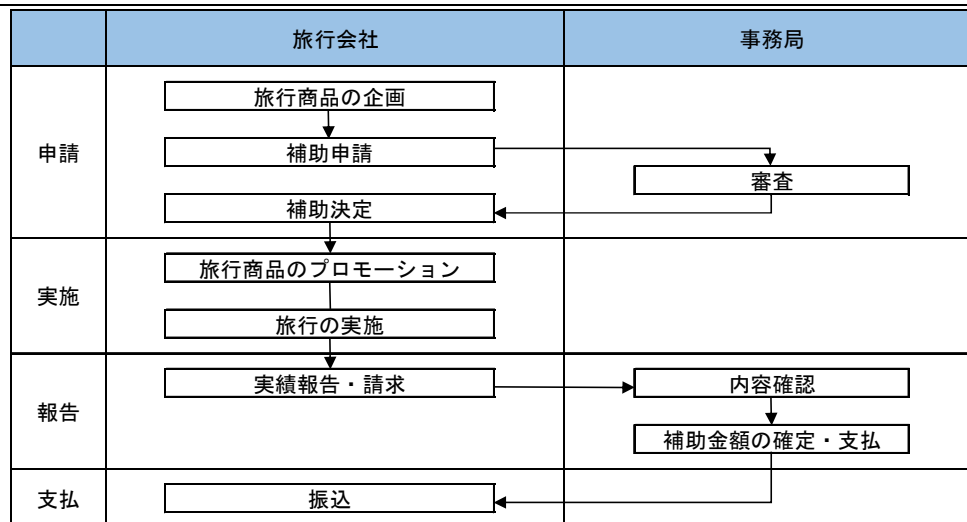 旅行会社
事務局
申請
旅行商品の企画
補助申請
審査
補助決定
実施
旅行商品のプロモーション
旅行の実施
報告
実績報告・請求
内容確認
補助金額の確定・支払
支払
振込